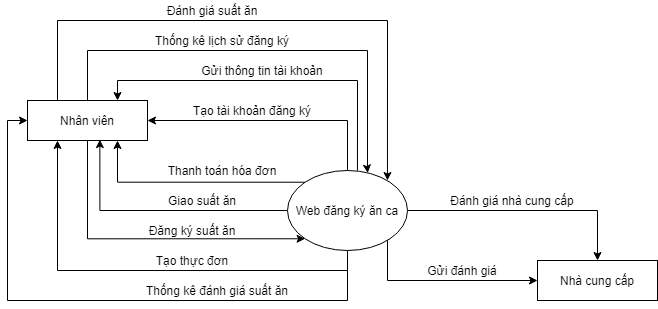 Đánh giá suất ăn
Thống kê lịch sử đăng ký
Gửi thông tin tài khoản
Tạo tài khoản đăng ký
Nhân viên
Thanh toán hóa đơn
Giao suất ăn
Đánh giá nhà cung cấp
Web đăng ký ăn ca
Đăng ký suất ăn
Tạo thực đơn
Gửi đánh giá
Nhà cung cấp
Thống kê đánh giá suất ăn